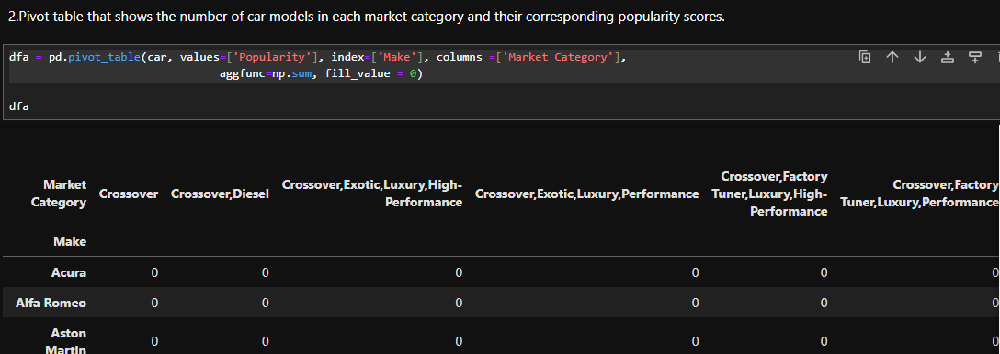 2.Pivot table that shows the number of car models in each market category and their corresponding popularity scores.
dfa = pd.pivot_table(car, values=['Popularity'], index=['Make'], columns =['Market Category'],
aggfunc=np.sum, fill_value = 0)
dfa
Market Category Crossover Crossover,Diesel Crossover,Exotic,Luxury,High-Performance Crossover,Exotic,Luxury,Performance Crossover,Factory Tuner,Luxury,High-Performance Crossover,Factory Tuner,Luxury,Performance
Make
Acura 0 0 0 0 0 0
Alfa Romeo 0 0 0 0 0 0
Aston Martin 0 0 0 0 0 0